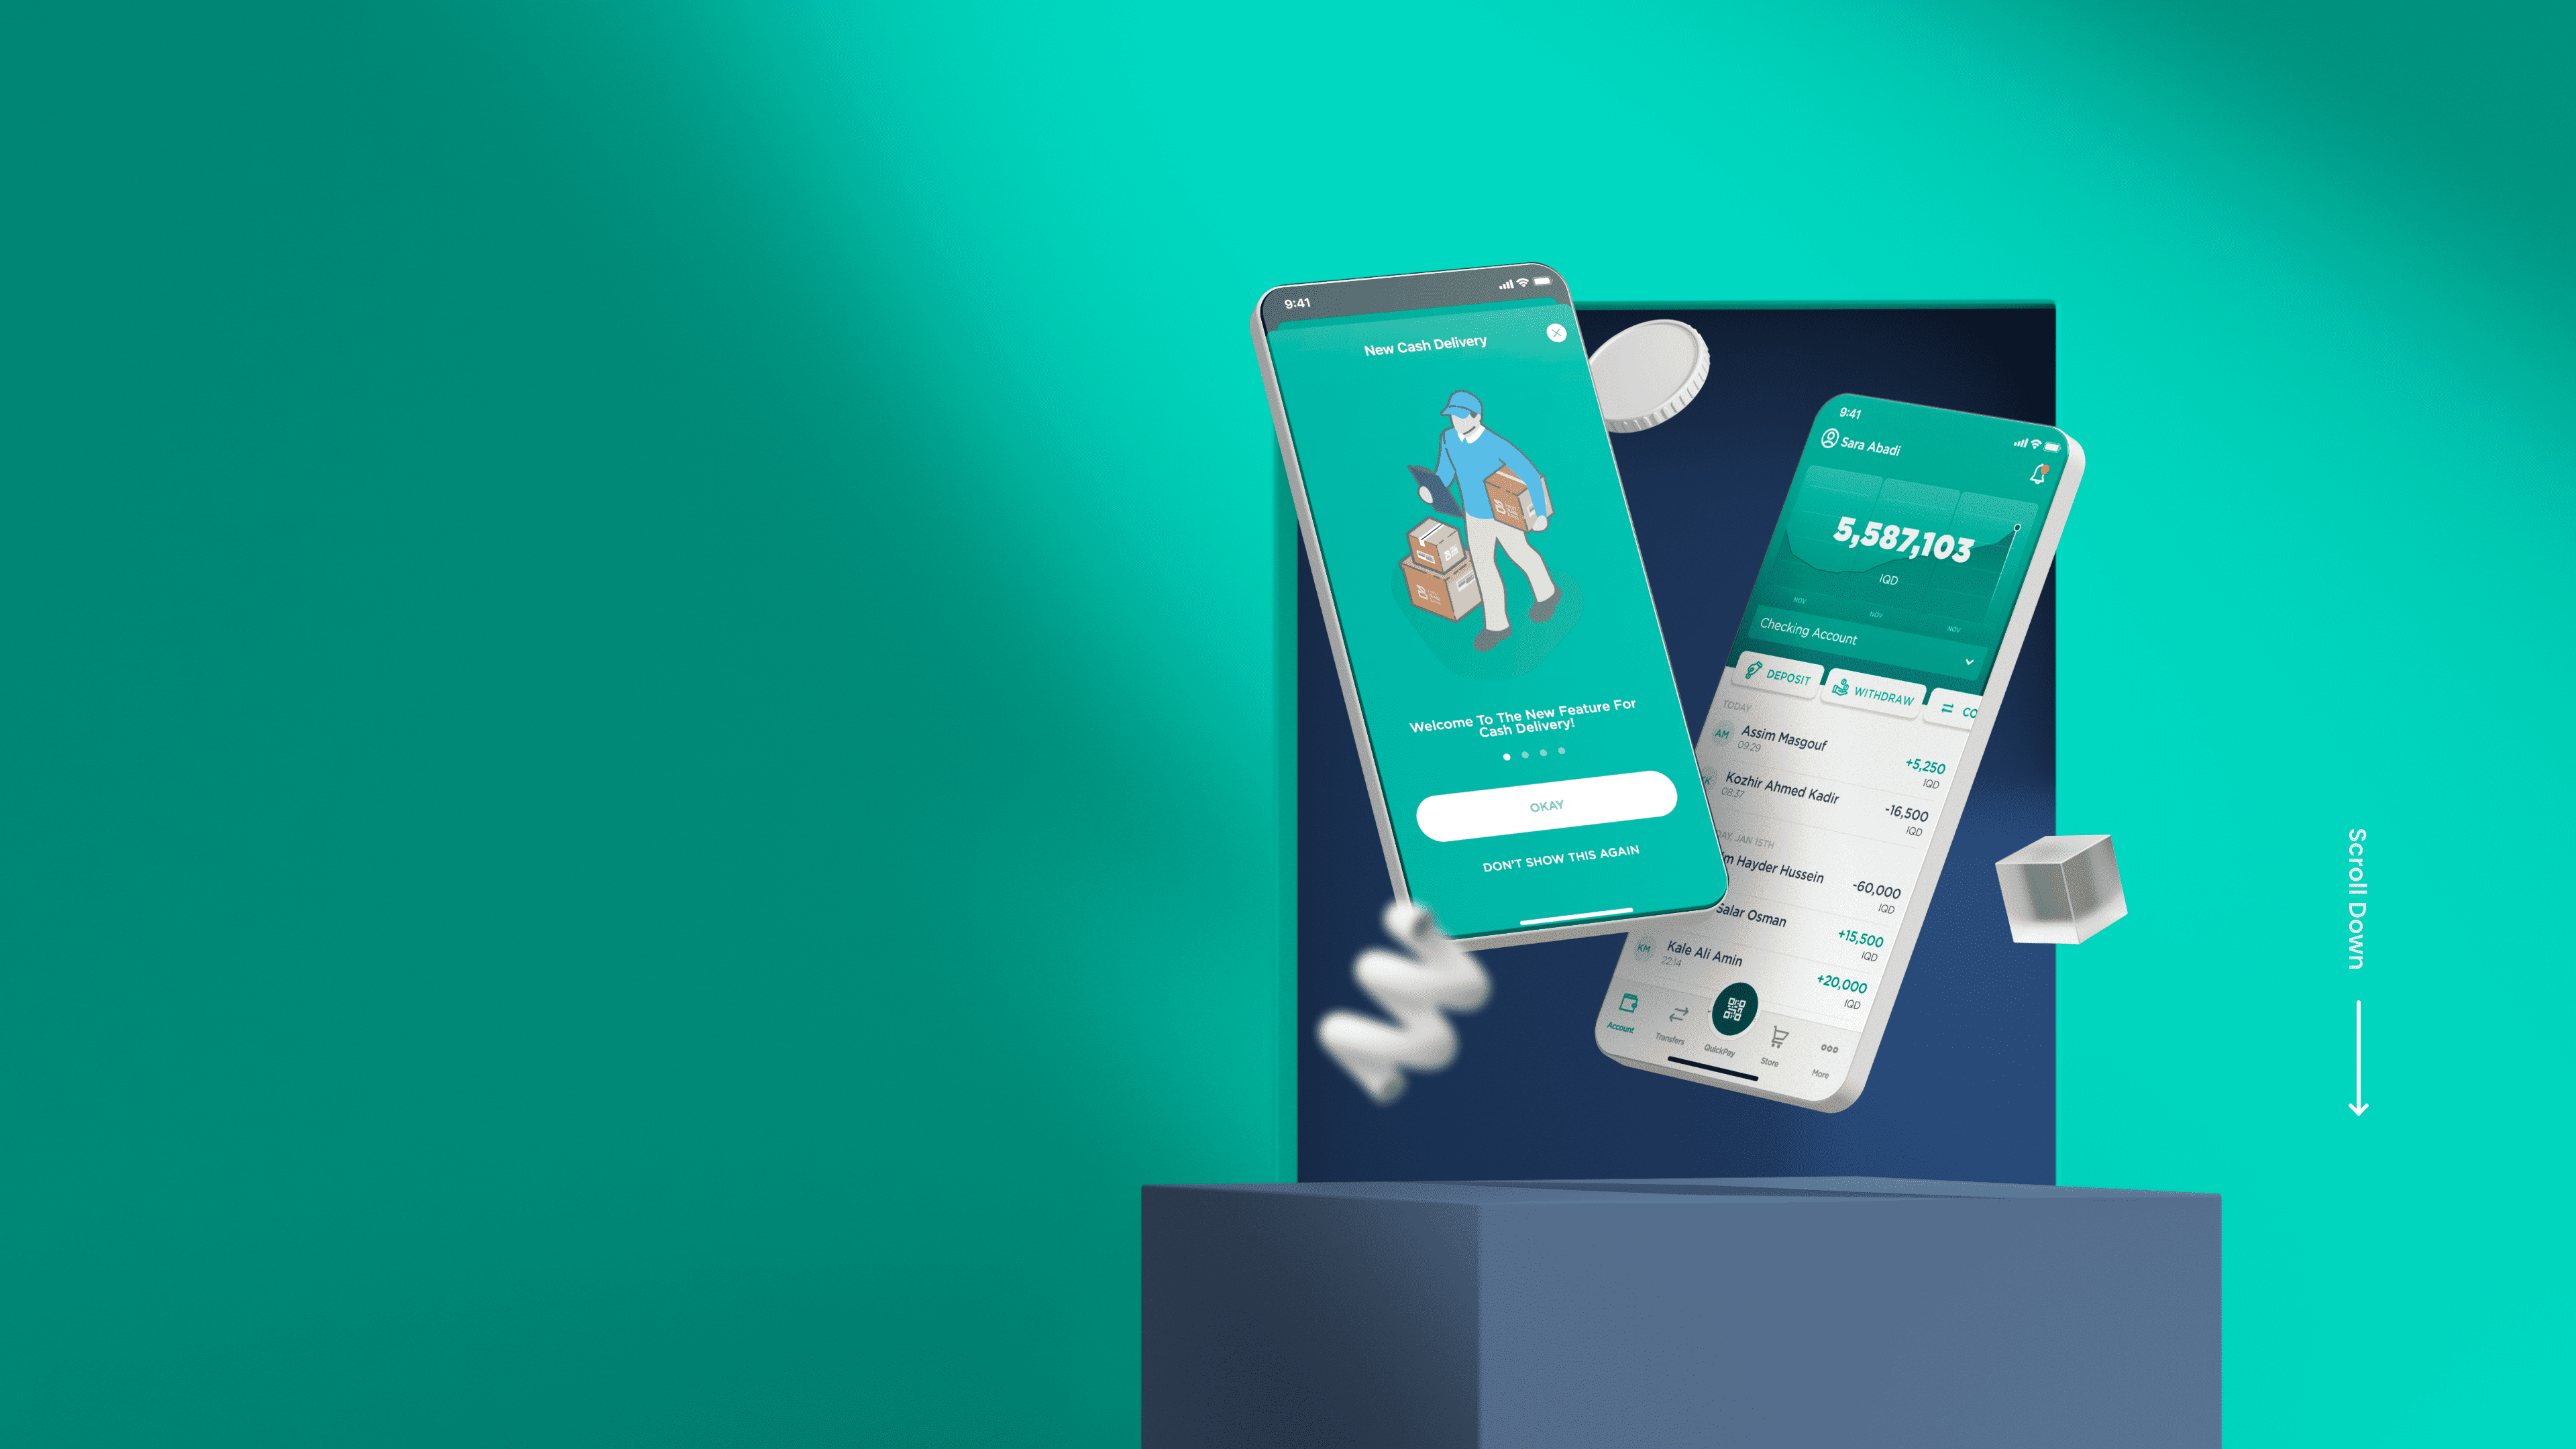 9:41
New Cash Delivery
Welcome To The New Feature For
Cash Delivery!
OKAY
DON'T SHOW THIS AGAIN
9:41
Sara Abadi
5,587,103
IQD
NOV
NOV
NOV
Checking Account
DEPOSIT
WITHDRAW
CO
TODAY
AM
Assim Masgouf
09:29
+5,250
IQD
Kozhir Ahmed Kadir
08:37
-16,500
IQD
DAY, JAN 15TH
im Hayder Hussein
-60,000
IQD
Salar Osman
+15,500
IQD
KM
Kale Ali Amin
22:14
+20,000
IQD
Account
Transfers
QuickPay
Store
More
Scroll Down